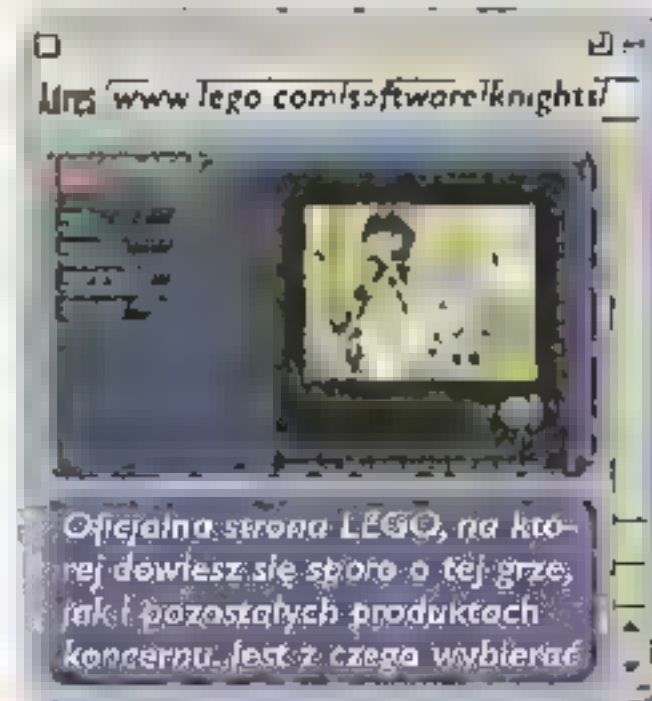 Adres www.lego.com/software/knights/
Oficjalna strona LEGO, na któ-
rej dowiesz się sporo o tej grze,
jak i pozostałych produktach
koncernu. Jest z czego wybierać